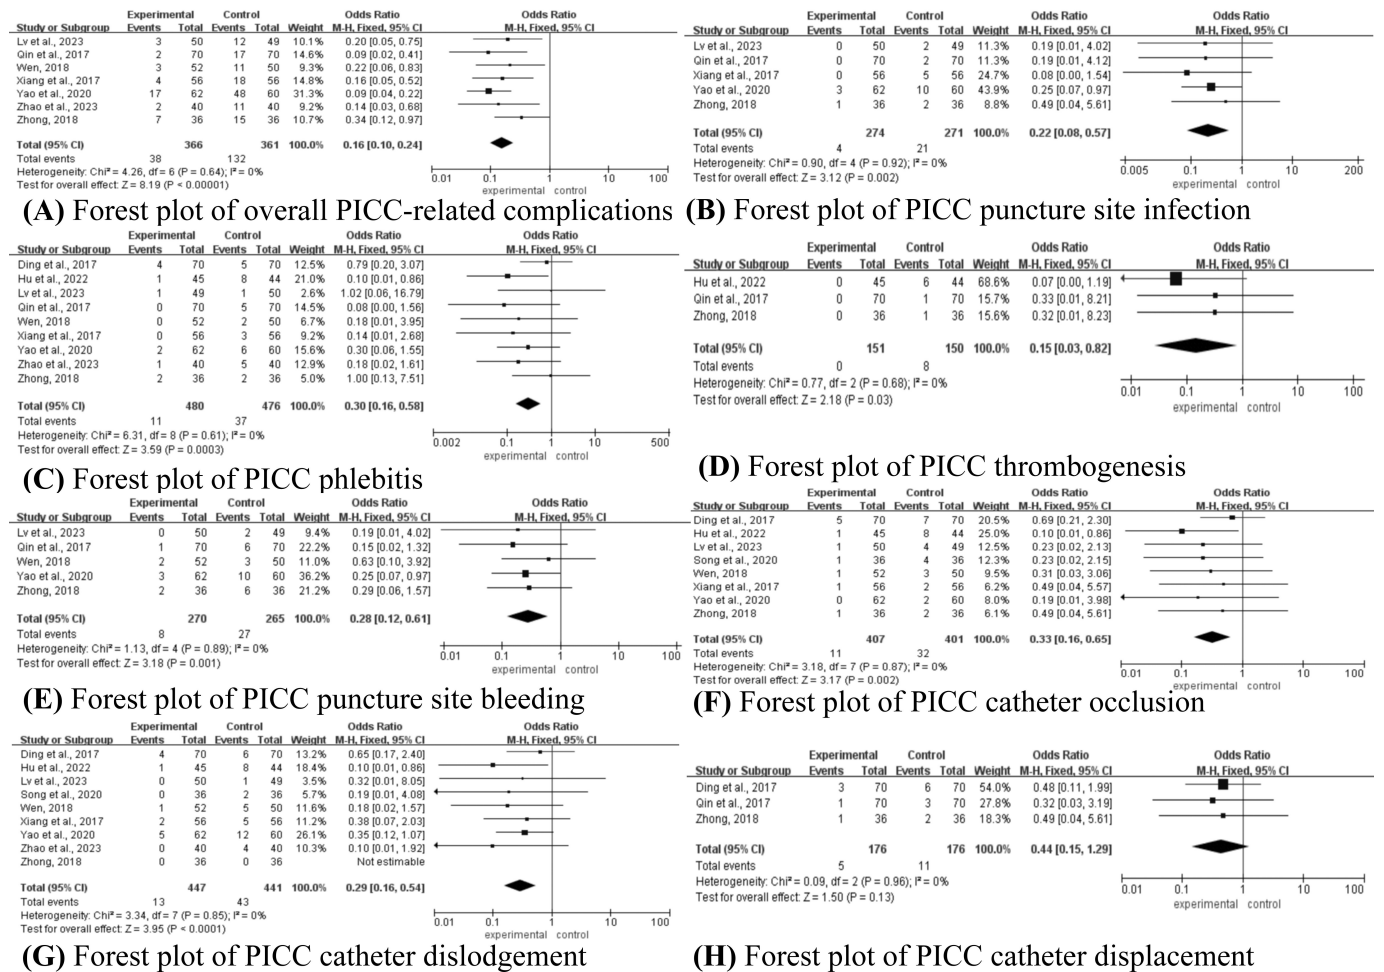 Experimental Control Odds Ratio Odds Ratio
Study or Subgroup Events Total Events Total Weight M-H, Fixed, 95% CI M-H, Fixed, 95% CI
Lv et al., 2023 3 50 12 49 10.1% 0.20 [0.05, 0.75]
Qin et al., 2017 2 70 17 70 14.6% 0.09 [0.02, 0.41]
Wen, 2018 3 52 11 50 9.4% 0.22 [0.06, 0.83]
Xiang et al., 2017 4 56 18 56 14.8% 0.16 [0.05, 0.52]
Yao et al., 2020 17 62 48 60 31.3% 0.09 [0.04, 0.22]
Zhao et al., 2023 2 40 11 40 9.2% 0.14 [0.03, 0.68]
Zhong, 2018 7 36 15 36 10.7% 0.34 [0.12, 0.97]
Total (95% CI) 366 361 100.0% 0.16 [0.10, 0.24]
Total events 38 132
Heterogeneity: Chi² = 4.26, df = 6 (P = 0.64); I² = 0%
Test for overall effect: Z = 8.19 (P < 0.00001)
0.01 0.1 1 10 100
experimental control
(A) Forest plot of overall PICC-related complications
Experimental Control Odds Ratio Odds Ratio
Study or Subgroup Events Total Events Total Weight M-H, Fixed, 95% CI M-H, Fixed, 95% CI
Lv et al., 2023 0 50 2 49 11.3% 0.19 [0.01, 4.02]
Qin et al., 2017 0 70 2 70 11.3% 0.19 [0.01, 4.12]
Xiang et al., 2017 0 56 5 56 24.7% 0.08 [0.00, 1.54]
Yao et al., 2020 3 62 10 60 43.9% 0.25 [0.07, 0.97]
Zhong, 2018 1 36 2 36 8.8% 0.49 [0.04, 5.61]
Total (95% CI) 274 271 100.0% 0.22 [0.08, 0.57]
Total events 4 21
Heterogeneity: Chi² = 0.90, df = 4 (P = 0.92); I² = 0%
Test for overall effect: Z = 3.12 (P = 0.002)
0.005 0.1 1 10 200
experimental control
(B) Forest plot of PICC puncture site infection
Experimental Control Odds Ratio Odds Ratio
Study or Subgroup Events Total Events Total Weight M-H, Fixed, 95% CI M-H, Fixed, 95% CI
Ding et al., 2017 4 70 5 70 12.5% 0.79 [0.20, 3.07]
Hu et al., 2022 1 45 8 44 21.0% 0.10 [0.01, 0.86]
Lv et al., 2023 1 49 1 50 2.6% 1.02 [0.06, 16.79]
Qin et al., 2017 0 70 5 70 14.5% 0.08 [0.00, 1.56]
Wen, 2018 0 52 2 50 6.7% 0.18 [0.01, 3.95]
Xiang et al., 2017 0 56 3 56 9.2% 0.14 [0.01, 2.68]
Yao et al., 2020 2 62 6 60 15.6% 0.30 [0.06, 1.55]
Zhao et al., 2023 1 40 5 40 12.9% 0.18 [0.02, 1.61]
Zhong, 2018 2 36 2 36 5.0% 1.00 [0.13, 7.51]
Total (95% CI) 480 476 100.0% 0.30 [0.16, 0.58]
Total events 11 37
Heterogeneity: Chi² = 6.31, df = 8 (P = 0.61); I² = 0%
Test for overall effect: Z = 3.59 (P = 0.0003)
0.002 0.1 1 10 500
experimental control
(C) Forest plot of PICC phlebitis
Experimental Control Odds Ratio Odds Ratio
Study or Subgroup Events Total Events Total Weight M-H, Fixed, 95% CI M-H, Fixed, 95% CI
Hu et al., 2022 0 45 6 44 68.6% 0.07 [0.00, 1.19]
Qin et al., 2017 0 70 1 70 15.7% 0.33 [0.01, 8.21]
Zhong, 2018 0 36 1 36 15.6% 0.32 [0.01, 8.23]
Total (95% CI) 151 150 100.0% 0.15 [0.03, 0.82]
Total events 0 8
Heterogeneity: Chi² = 0.77, df = 2 (P = 0.68); I² = 0%
Test for overall effect: Z = 2.18 (P = 0.03)
0.01 0.1 1 10 100
experimental control
(D) Forest plot of PICC thrombogenesis
Experimental Control Odds Ratio Odds Ratio
Study or Subgroup Events Total Events Total Weight M-H, Fixed, 95% CI M-H, Fixed, 95% CI
Lv et al., 2023 0 50 2 49 9.4% 0.19 [0.01, 4.02]
Qin et al., 2017 1 70 6 70 22.2% 0.15 [0.02, 1.32]
Wen, 2018 2 52 3 50 11.0% 0.63 [0.10, 3.92]
Yao et al., 2020 3 62 10 60 36.2% 0.25 [0.07, 0.97]
Zhong, 2018 2 36 6 36 21.2% 0.29 [0.06, 1.57]
Total (95% CI) 270 265 100.0% 0.28 [0.12, 0.61]
Total events 8 27
Heterogeneity: Chi² = 1.13, df = 4 (P = 0.89); I² = 0%
Test for overall effect: Z = 3.18 (P = 0.001)
0.01 0.1 1 10 100
experimental control
(E) Forest plot of PICC puncture site bleeding
Experimental Control Odds Ratio Odds Ratio
Study or Subgroup Events Total Events Total Weight M-H, Fixed, 95% CI M-H, Fixed, 95% CI
Ding et al., 2017 5 70 7 70 20.5% 0.69 [0.21, 2.30]
Hu et al., 2022 1 45 8 44 25.0% 0.10 [0.01, 0.86]
Lv et al., 2023 1 50 4 49 12.5% 0.23 [0.02, 2.13]
Song et al., 2020 1 36 4 36 12.3% 0.23 [0.02, 2.15]
Wen, 2018 1 52 3 50 9.5% 0.31 [0.03, 3.06]
Xiang et al., 2017 1 56 2 56 6.2% 0.49 [0.04, 5.57]
Yao et al., 2020 0 62 2 60 8.0% 0.19 [0.01, 3.98]
Zhong, 2018 1 36 2 36 6.1% 0.49 [0.04, 5.61]
Total (95% CI) 407 401 100.0% 0.33 [0.16, 0.65]
Total events 11 32
Heterogeneity: Chi² = 3.18, df = 7 (P = 0.87); I² = 0%
Test for overall effect: Z = 3.17 (P = 0.002)
0.01 0.1 1 10 100
experimental control
(F) Forest plot of PICC catheter occlusion
Experimental Control Odds Ratio Odds Ratio
Study or Subgroup Events Total Events Total Weight M-H, Fixed, 95% CI M-H, Fixed, 95% CI
Ding et al., 2017 4 70 6 70 13.2% 0.65 [0.17, 2.40]
Hu et al., 2022 1 45 8 44 18.4% 0.10 [0.01, 0.86]
Lv et al., 2023 0 50 1 49 3.5% 0.32 [0.01, 8.05]
Song et al., 2020 0 36 2 36 5.6% 0.19 [0.01, 4.08]
Wen, 2018 1 52 5 50 11.6% 0.18 [0.02, 1.57]
Xiang et al., 2017 2 56 5 56 11.2% 0.38 [0.07, 2.03]
Yao et al., 2020 5 62 12 60 26.1% 0.35 [0.12, 1.07]
Zhao et al., 2023 0 40 4 40 10.3% 0.10 [0.01, 1.92]
Zhong, 2018 0 36 0 36 Not estimable
Total (95% CI) 447 441 100.0% 0.29 [0.16, 0.54]
Total events 13 43
Heterogeneity: Chi² = 3.34, df = 7 (P = 0.85); I² = 0%
Test for overall effect: Z = 3.95 (P < 0.0001)
0.01 0.1 1 10 100
experimental control
(G) Forest plot of PICC catheter dislodgement
Experimental Control Odds Ratio Odds Ratio
Study or Subgroup Events Total Events Total Weight M-H, Fixed, 95% CI M-H, Fixed, 95% CI
Ding et al., 2017 3 70 6 70 54.0% 0.48 [0.11, 1.99]
Qin et al., 2017 1 70 3 70 27.8% 0.32 [0.03, 3.19]
Zhong, 2018 1 36 2 36 18.3% 0.49 [0.04, 5.61]
Total (95% CI) 176 176 100.0% 0.44 [0.15, 1.29]
Total events 5 11
Heterogeneity: Chi² = 0.09, df = 2 (P = 0.96); I² = 0%
Test for overall effect: Z = 1.50 (P = 0.13)
0.01 0.1 1 10 100
experimental control
(H) Forest plot of PICC catheter displacement